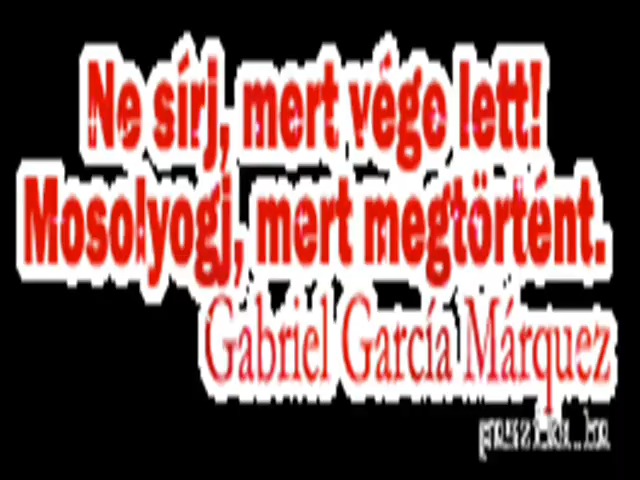 Ne sírj, mert vége lett!
Mosolyogj, mert megtörtént.
Gabriel García Márquez